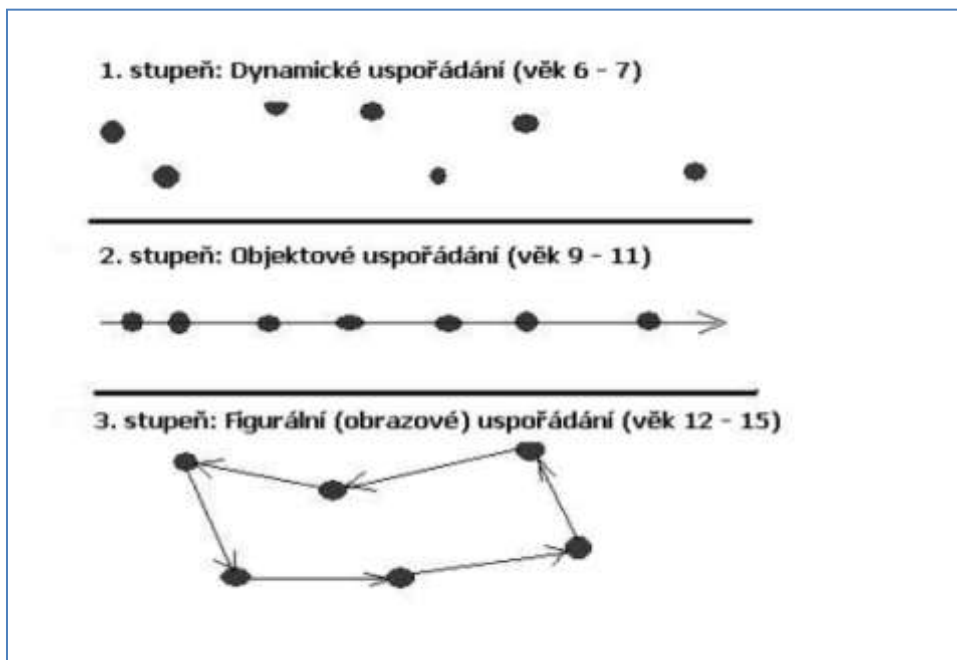 1. stupeň: Dynamické uspořádání (věk 6 - 7)
2. stupeň: Objektové uspořádání (věk 9 - 11)
3. stupeň: Figurální (obrazové) uspořádání (věk 12 - 15)